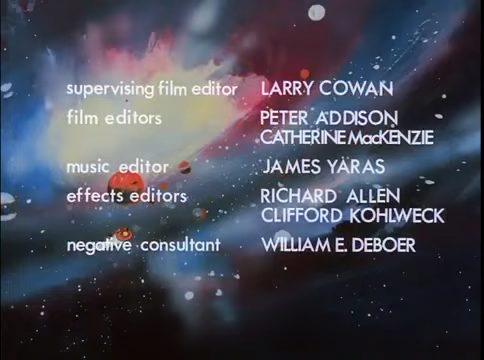 supervising film editor LARRY COWAN
film editors PETER ADDISON
CATHERINE MacKENZIE
music editor JAMES YARAS
effects editors RICHARD ALLEN
CLIFFORD KOHLWECK
negative consultant WILLIAM E. DEBOER